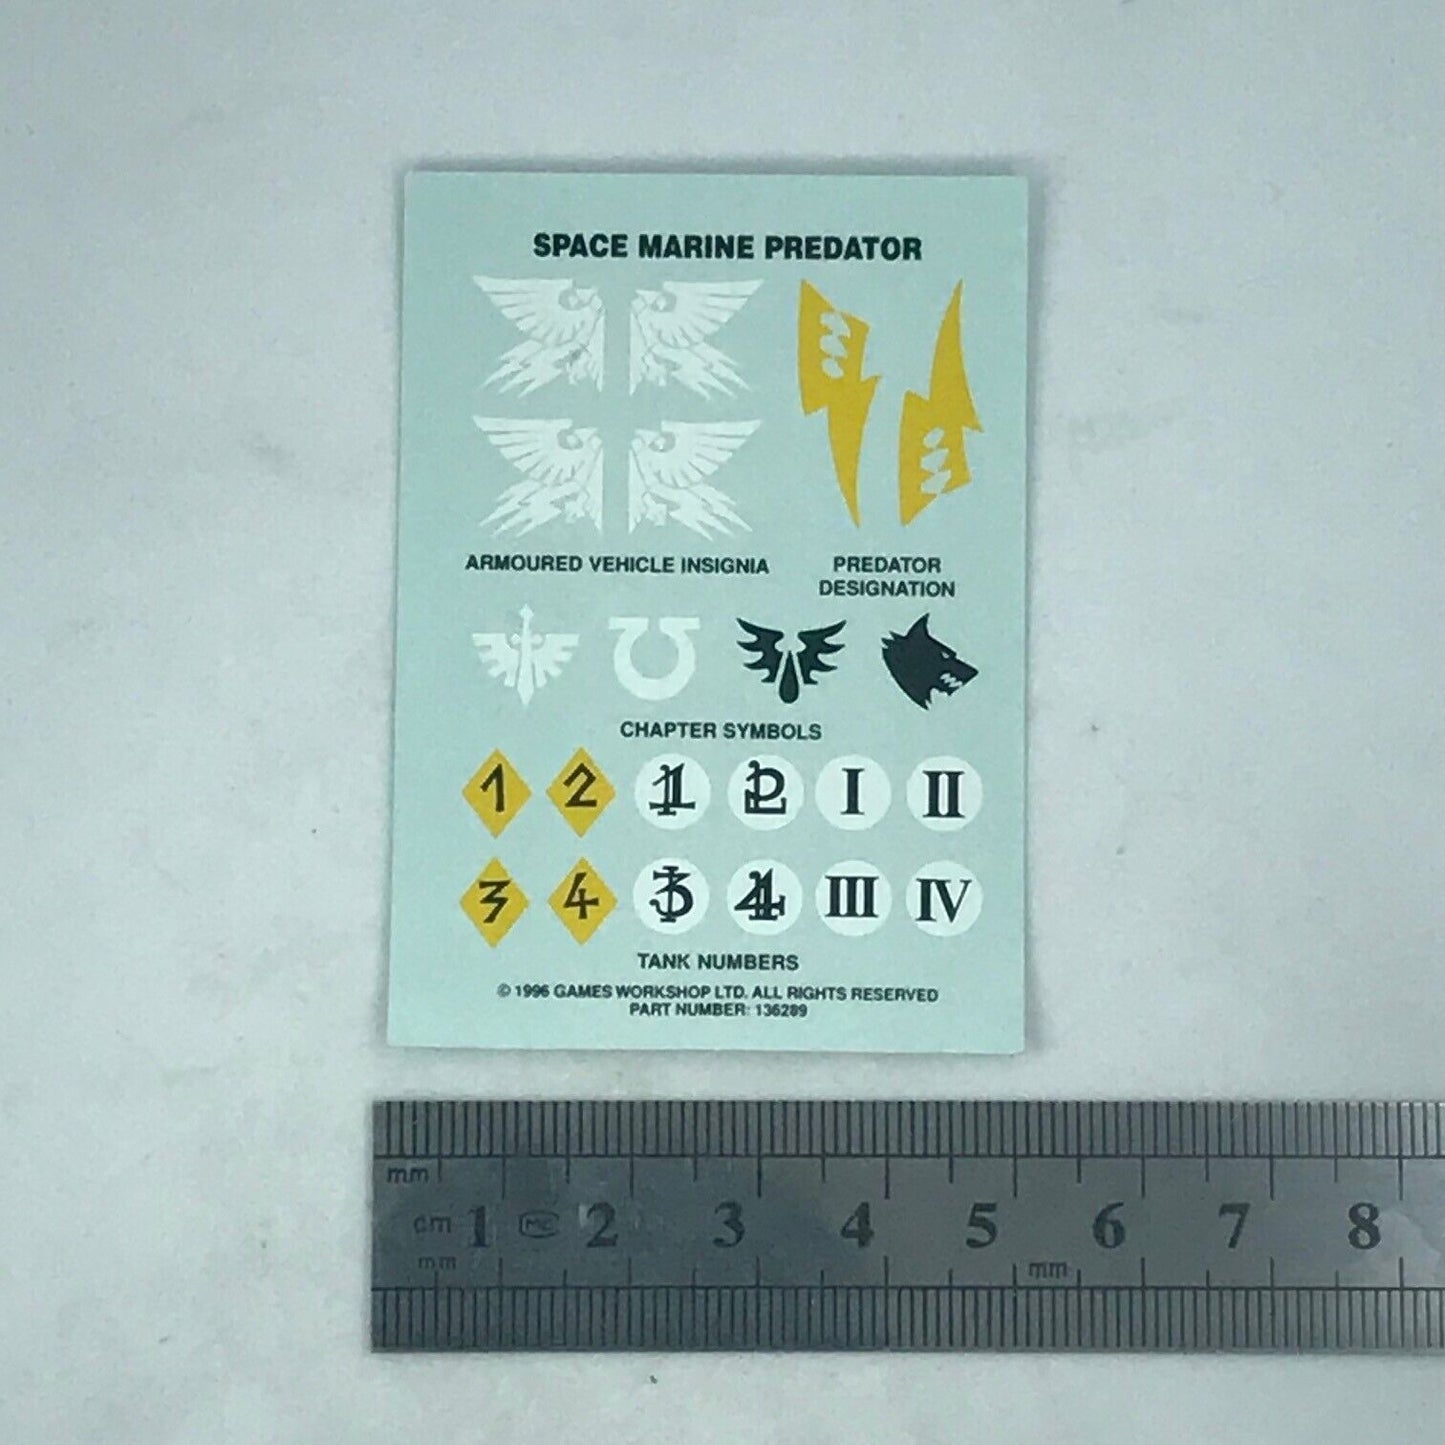 SPACE MARINE PREDATOR
ARMOURED VEHICLE INSIGNIA
PREDATOR
DESIGNATION
CHAPTER SYMBOLS
1 2 1 2 I II
3 4 3 4 III IV
TANK NUMBERS
© 1996 GAMES WORKSHOP LTD. ALL RIGHTS RESERVED
PART NUMBER: 136289
mm
cm 1 MC 2 3 4 5 6 7 8
mm mm